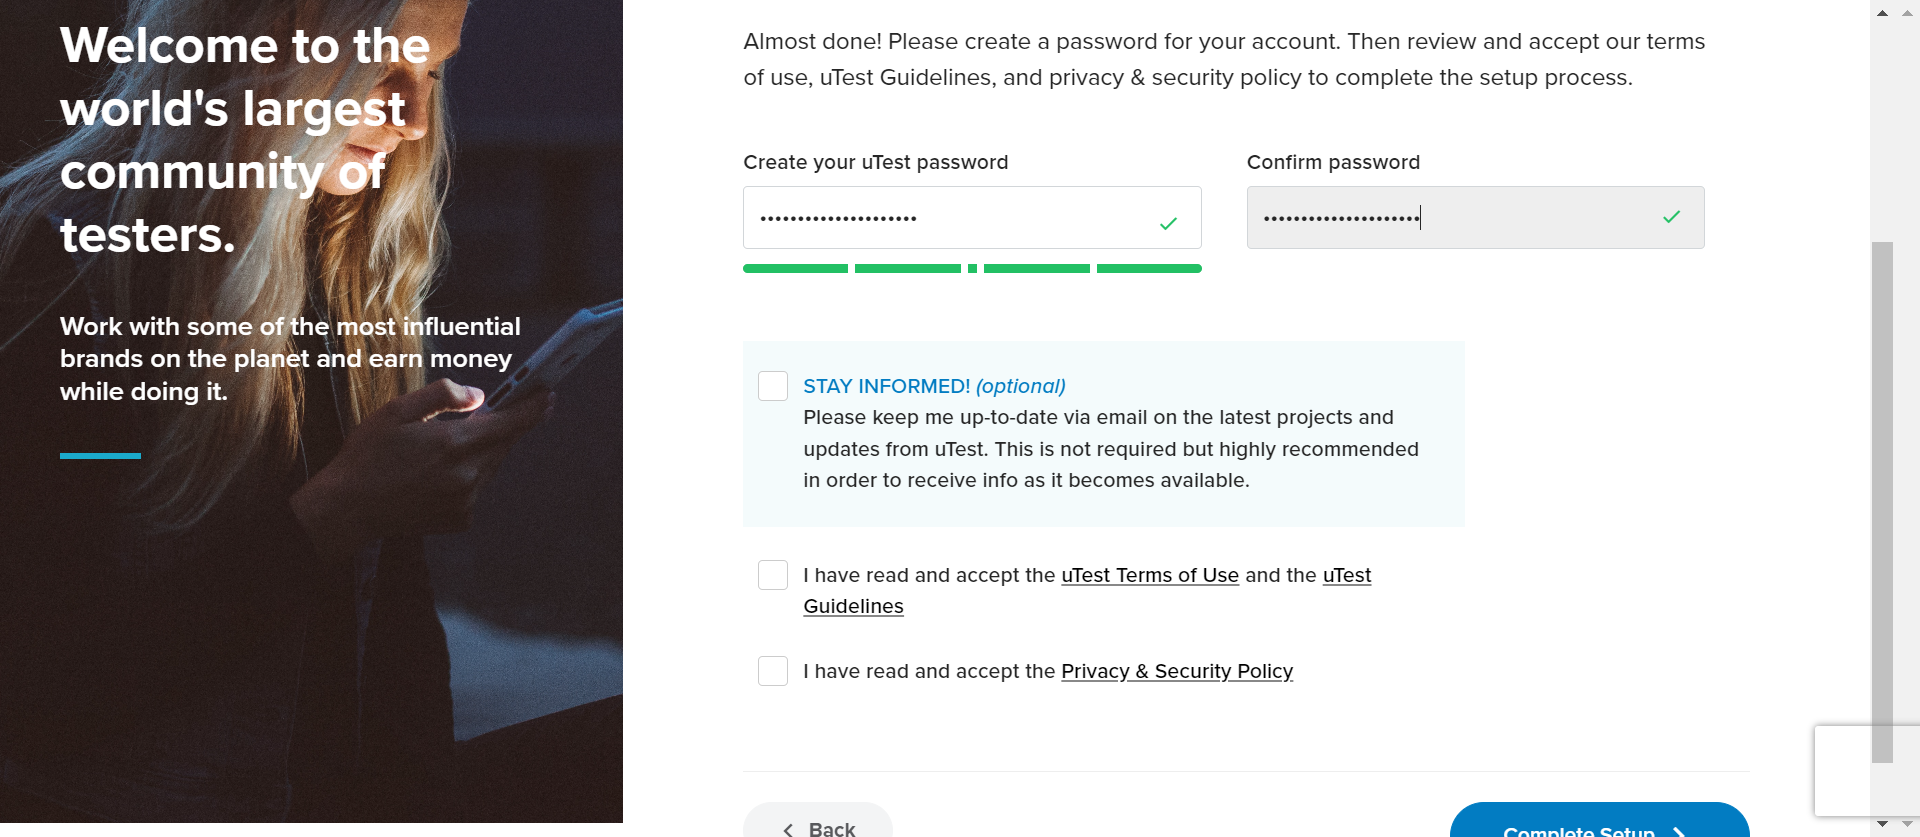 Welcome to the
world's largest
community of
testers.
Work with some of the most influential
brands on the planet and earn money
while doing it.
Almost done! Please create a password for your account. Then review and accept our terms
of use, uTest Guidelines, and privacy & security policy to complete the setup process.
Create your uTest password
Confirm password
•••••••••••••••••••••
•••••••••••••••••••••
STAY INFORMED! (optional)
Please keep me up-to-date via email on the latest projects and
updates from uTest. This is not required but highly recommended
in order to receive info as it becomes available.
I have read and accept the uTest Terms of Use and the uTest
Guidelines
I have read and accept the Privacy & Security Policy
Back
Complete Setup